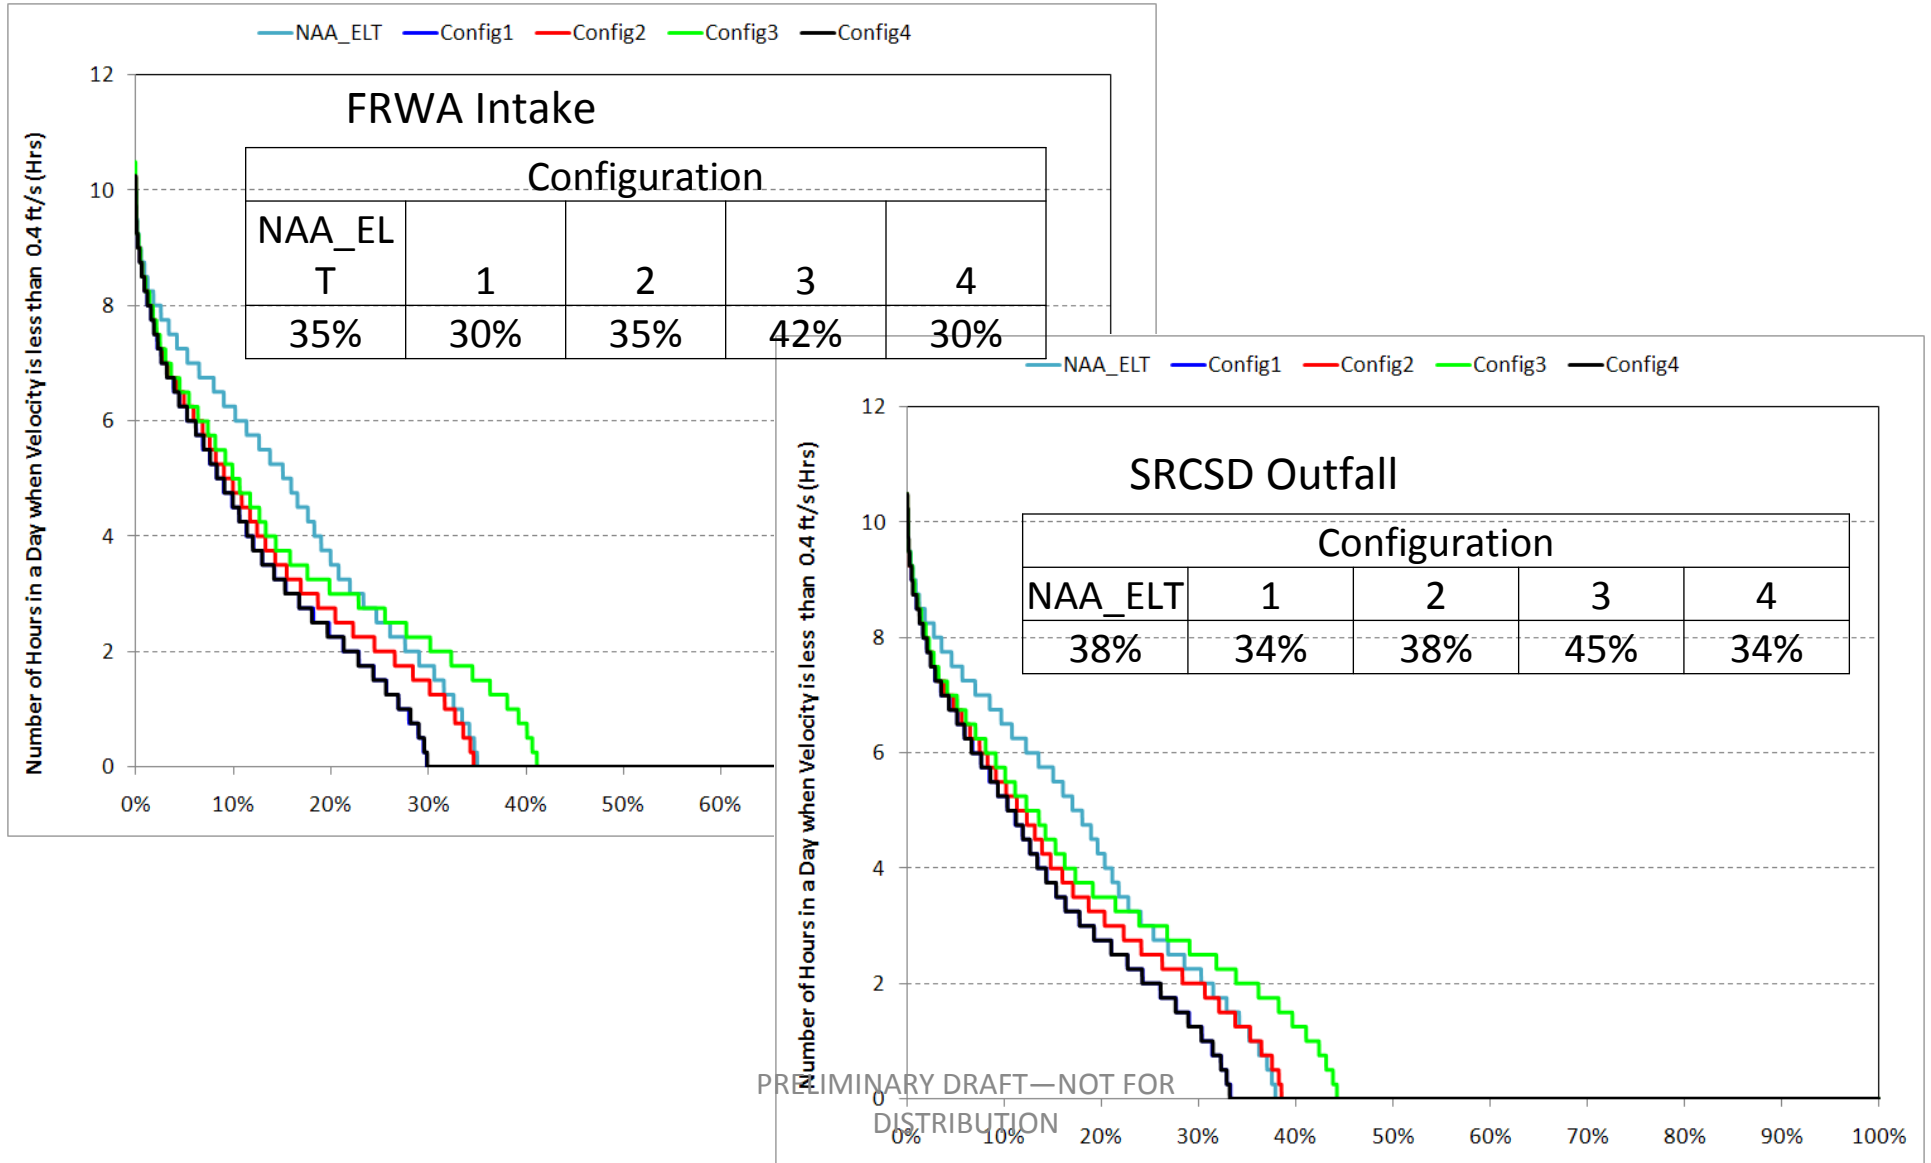 NAA_ELT Config1 Config2 Config3 Config4
FRWA Intake
Number of Hours in a Day when Velocity is less than 0.4 ft/s (Hrs)
12
10
8
6
4
2
0
Configuration
NAA_EL
T 1 2 3 4
35% 30% 35% 42% 30%
0% 10% 20% 30% 40% 50% 60%
NAA_ELT Config1 Config2 Config3 Config4
SRCSD Outfall
Number of Hours in a Day when Velocity is less than 0.4 ft/s (Hrs)
12
10
8
6
4
2
0
Configuration
NAA_ELT 1 2 3 4
38% 34% 38% 45% 34%
0% 10% 20% 30% 40% 50% 60% 70% 80% 90% 100%
PRELIMINARY DRAFT—NOT FOR
DISTRIBUTION